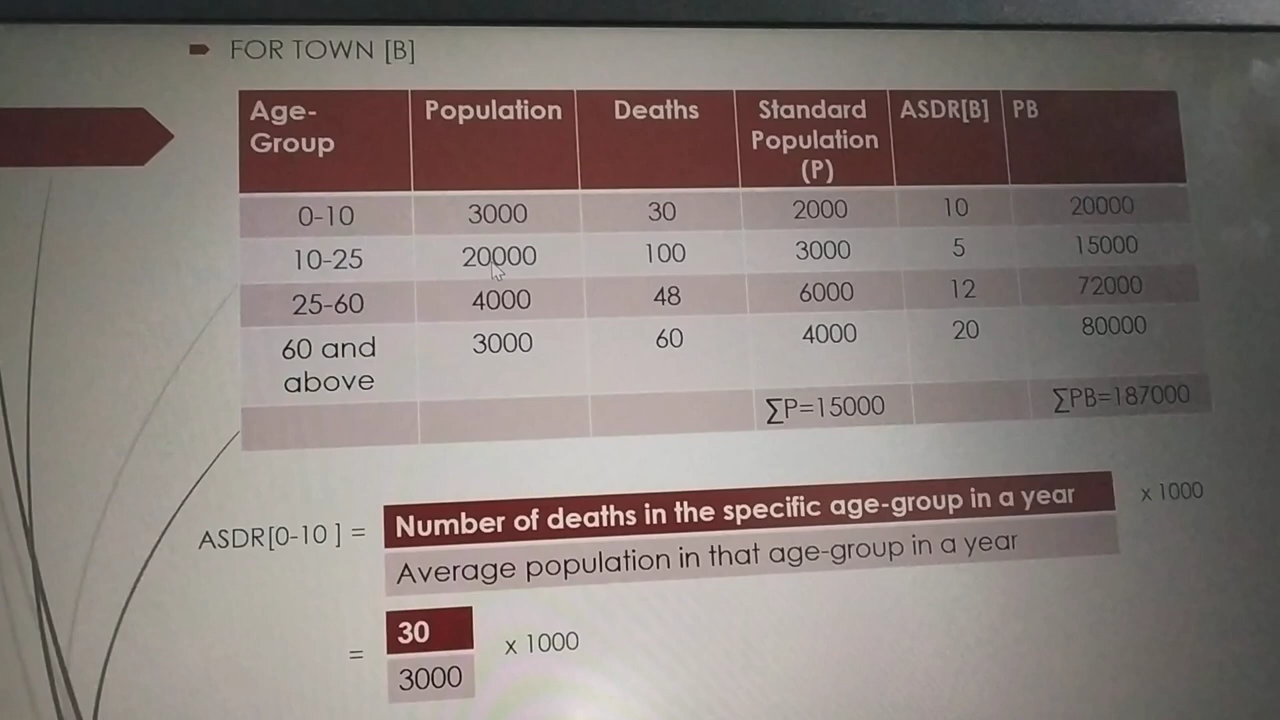 FOR TOWN [B]
Age-Group Population Deaths Standard Population (P) ASDR[B] PB
0-10 3000 30 2000 10 20000
10-25 20000 100 3000 5 15000
25-60 4000 48 6000 12 72000
60 and above 3000 60 4000 20 80000
∑P=15000 ∑PB=187000
ASDR[0-10 ] = Number of deaths in the specific age-group in a year x 1000
Average population in that age-group in a year
= 30 x 1000
3000